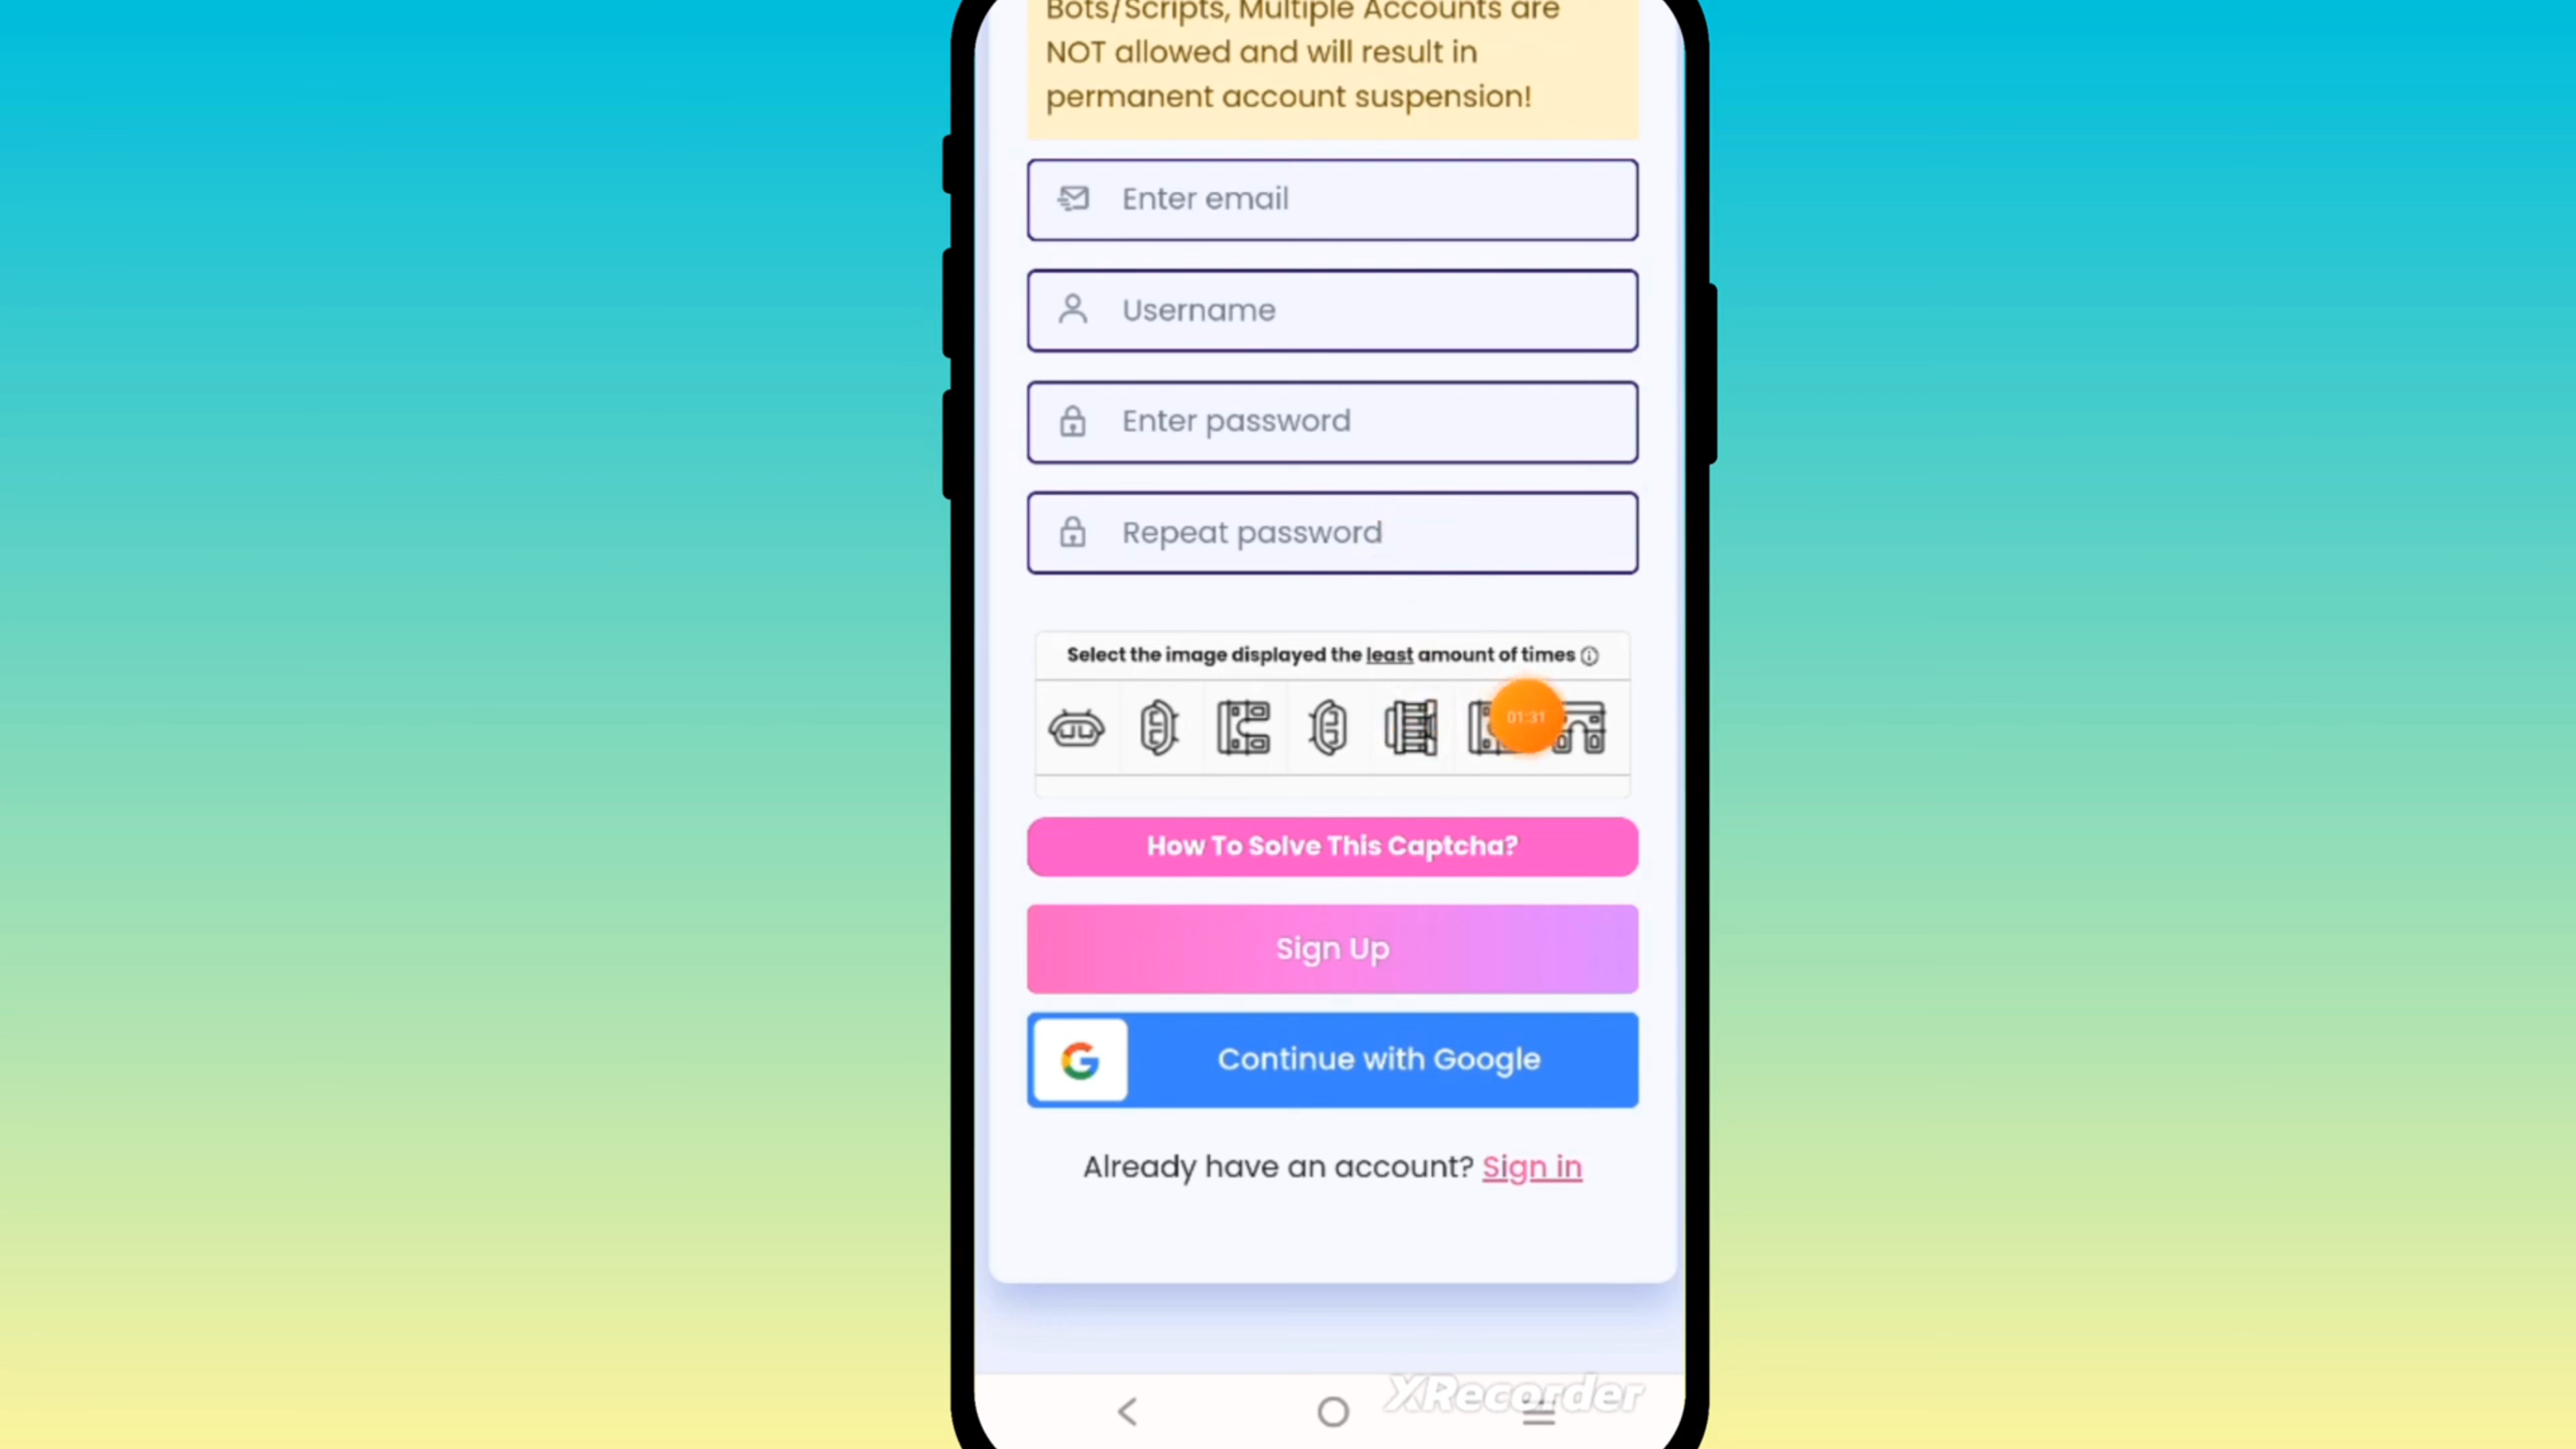 Bots/Scripts, Multiple Accounts are
NOT allowed and will result in
permanent account suspension!
Enter email
Username
Enter password
Repeat password
Select the image displayed the least amount of times
01:31
How To Solve This Captcha?
Sign Up
Continue with Google
Already have an account? Sign in
XRecorder